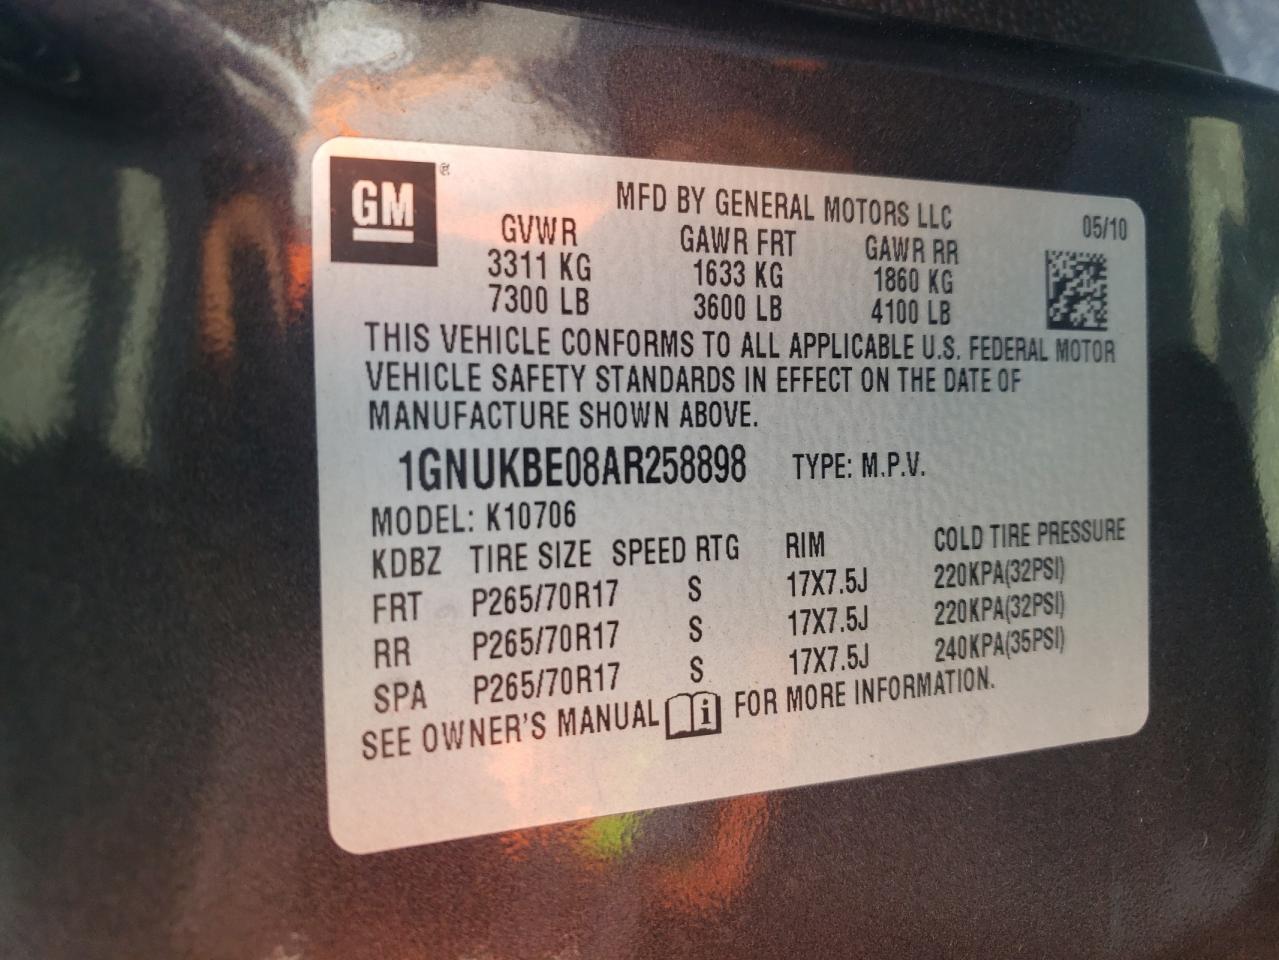 GM ®
MFD BY GENERAL MOTORS LLC
05/10
GVWR GAWR FRT GAWR RR
3311 KG 1633 KG 1860 KG
7300 LB 3600 LB 4100 LB
THIS VEHICLE CONFORMS TO ALL APPLICABLE U.S. FEDERAL MOTOR
VEHICLE SAFETY STANDARDS IN EFFECT ON THE DATE OF
MANUFACTURE SHOWN ABOVE.
1GNUKBE08AR258898 TYPE: M.P.V.
MODEL: K10706
KDBZ TIRE SIZE SPEED RTG RIM COLD TIRE PRESSURE
FRT P265/70R17 S 17X7.5J 220KPA(32PSI)
RR P265/70R17 S 17X7.5J 220KPA(32PSI)
SPA P265/70R17 S 17X7.5J 240KPA(35PSI)
SEE OWNER'S MANUAL i FOR MORE INFORMATION.